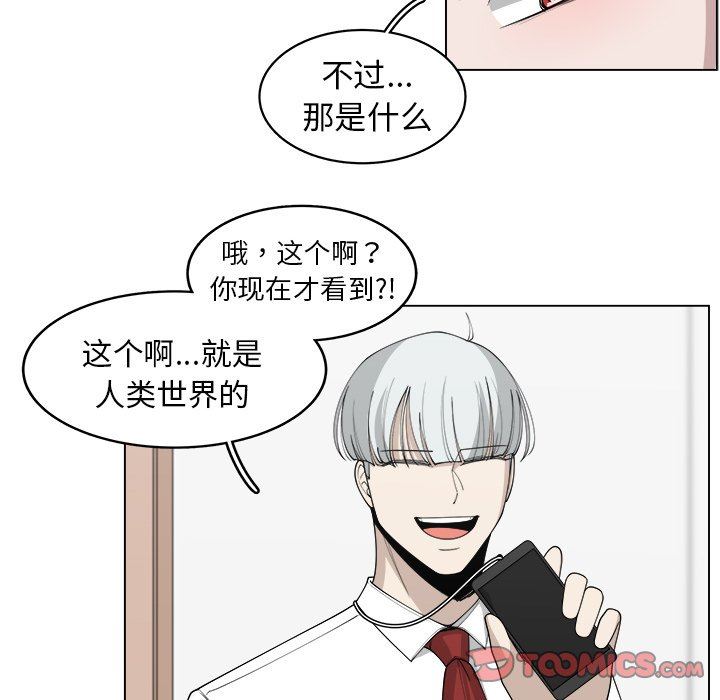 不过...
那是什么
哦，这个啊？
你现在才看到?!
这个啊...就是
人类世界的
TOOMICS.COM